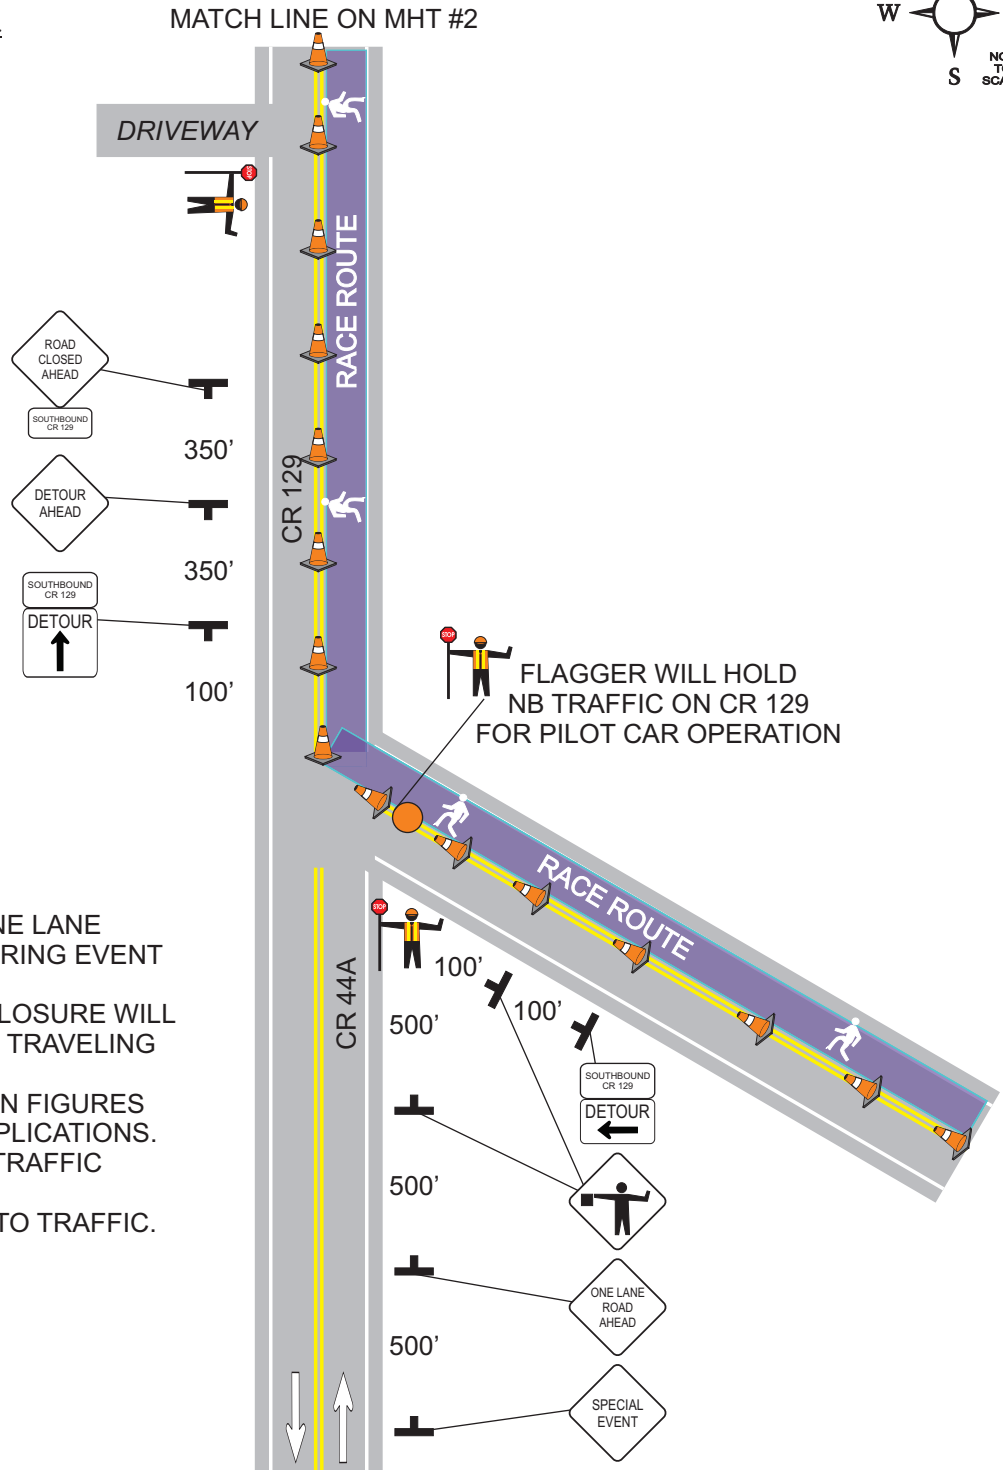 MATCH LINE ON MHT #2
W
S
DRIVEWAY
STOP
RACE ROUTE
ROAD
CLOSED
AHEAD
SOUTHBOUND
CR 129
350’
DETOUR
AHEAD
CR 129
350’
SOUTHBOUND
CR 129
DETOUR
100’
STOP
FLAGGER WILL HOLD
NB TRAFFIC ON CR 129
FOR PILOT CAR OPERATION
RACE ROUTE
NE LANE
RING EVENT
LOSURE WILL
TRAVELING
N FIGURES
PLICATIONS.
TRAFFIC
TO TRAFFIC.
STOP
CR 44A
100’
100’
500’
SOUTHBOUND
CR 129
DETOUR
500’
ONE LANE
ROAD
AHEAD
500’
SPECIAL
EVENT